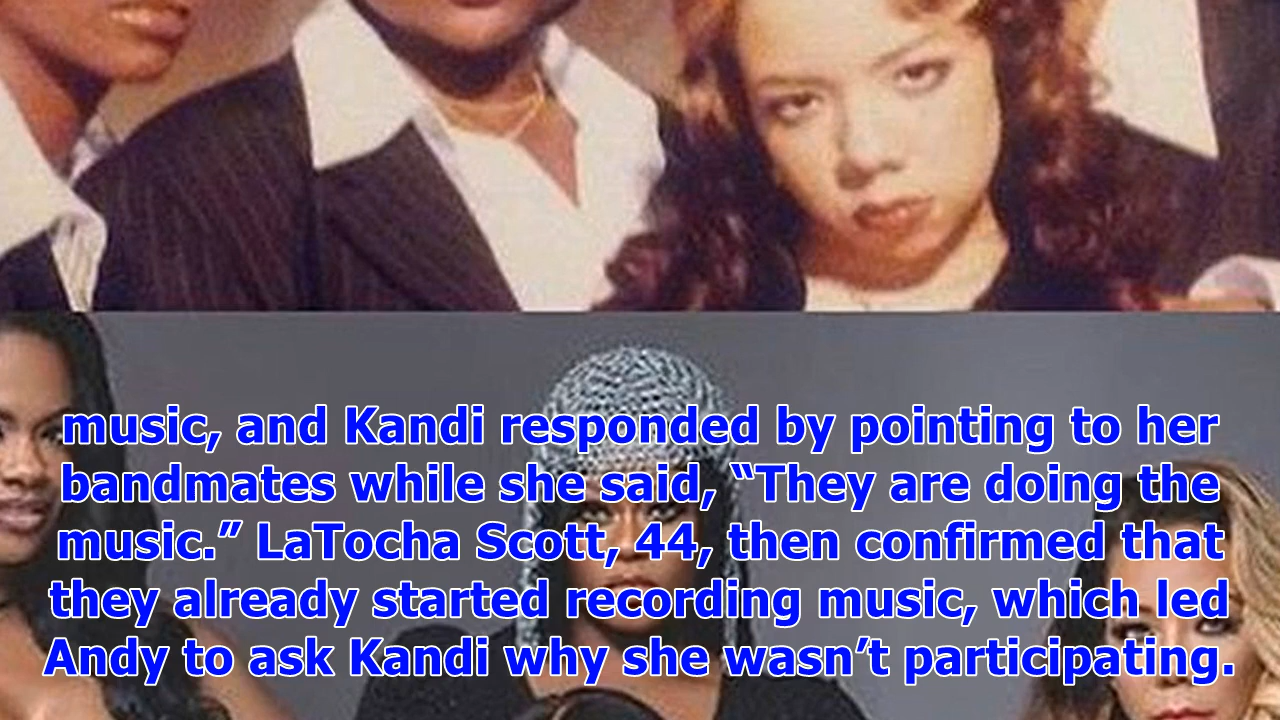 music, and Kandi responded by pointing to her
bandmates while she said, “They are doing the
music.” LaTocha Scott, 44, then confirmed that
they already started recording music, which led
Andy to ask Kandi why she wasn’t participating.